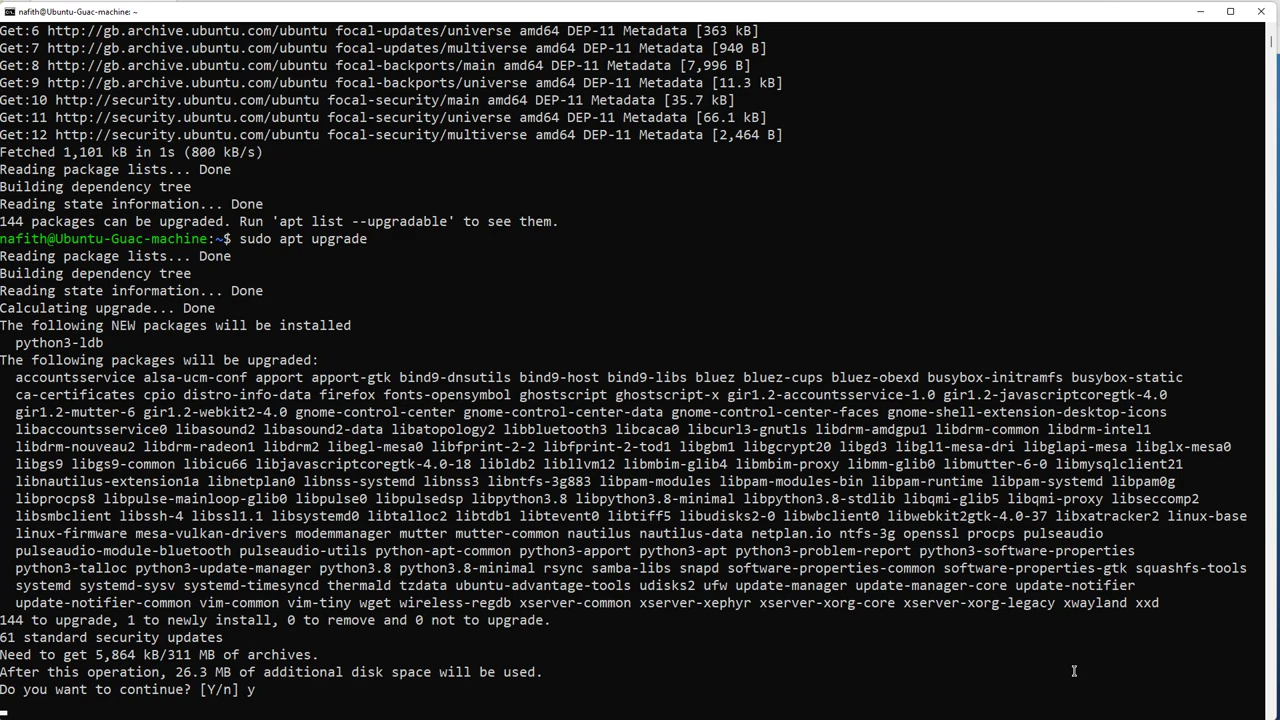 nafith@Ubuntu-Guac-machine: ~
Get:6 http://gb.archive.ubuntu.com/ubuntu focal-updates/universe amd64 DEP-11 Metadata [363 kB]
Get:7 http://gb.archive.ubuntu.com/ubuntu focal-updates/multiverse amd64 DEP-11 Metadata [940 B]
Get:8 http://gb.archive.ubuntu.com/ubuntu focal-backports/main amd64 DEP-11 Metadata [7,996 B]
Get:9 http://gb.archive.ubuntu.com/ubuntu focal-backports/universe amd64 DEP-11 Metadata [11.3 kB]
Get:10 http://security.ubuntu.com/ubuntu focal-security/main amd64 DEP-11 Metadata [35.7 kB]
Get:11 http://security.ubuntu.com/ubuntu focal-security/universe amd64 DEP-11 Metadata [66.1 kB]
Get:12 http://security.ubuntu.com/ubuntu focal-security/multiverse amd64 DEP-11 Metadata [2,464 B]
Fetched 1,101 kB in 1s (800 kB/s)
Reading package lists... Done
Building dependency tree
Reading state information... Done
144 packages can be upgraded. Run 'apt list --upgradable' to see them.
nafith@Ubuntu-Guac-machine:~$ sudo apt upgrade
Reading package lists... Done
Building dependency tree
Reading state information... Done
Calculating upgrade... Done
The following NEW packages will be installed
python3-ldb
The following packages will be upgraded:
accountsservice alsa-ucm-conf apport apport-gtk bind9-dnsutils bind9-host bind9-libs bluez bluez-cups bluez-obexd busybox-initramfs busybox-static
ca-certificates cpio distro-info-data firefox fonts-opensymbol ghostscript ghostscript-x gir1.2-accountsservice-1.0 gir1.2-javascriptcoregtk-4.0
gir1.2-mutter-6 gir1.2-webkit2-4.0 gnome-control-center gnome-control-center-data gnome-control-center-faces gnome-shell-extension-desktop-icons
libaccountsservice0 libasound2 libasound2-data libatopology2 libbluetooth3 libcaca0 libcurl3-gnutls libdrm-amdgpu1 libdrm-common libdrm-intel1
libdrm-nouveau2 libdrm-radeon1 libdrm2 libegl-mesa0 libfprint-2-2 libfprint-2-tod1 libgbm1 libgcrypt20 libgd3 libgl1-mesa-dri libglapi-mesa libglx-mesa0
libgs9 libgs9-common libicu66 libjavascriptcoregtk-4.0-18 libldb2 libllvm12 libmbim-glib4 libmbim-proxy libmm-glib0 libmutter-6-0 libmysqlclient21
libnautilus-extension1a libnetplan0 libnss-systemd libnss3 libntfs-3g883 libpam-modules libpam-modules-bin libpam-runtime libpam-systemd libpam0g
libprocps8 libpulse-mainloop-glib0 libpulse0 libpulsedsp libpython3.8 libpython3.8-minimal libpython3.8-stdlib libqmi-glib5 libqmi-proxy libseccomp2
libsmbclient libssh-4 libssl1.1 libsystemd0 libtalloc2 libtdb1 libtevent0 libtiff5 libudisks2-0 libwbclient0 libwebkit2gtk-4.0-37 libxatracker2 linux-base
linux-firmware mesa-vulkan-drivers modemmanager mutter mutter-common nautilus nautilus-data netplan.io ntfs-3g openssl procps pulseaudio
pulseaudio-module-bluetooth pulseaudio-utils python-apt-common python3-apport python3-apt python3-problem-report python3-software-properties
python3-talloc python3-update-manager python3.8 python3.8-minimal rsync samba-libs snapd software-properties-common software-properties-gtk squashfs-tools
systemd systemd-sysv systemd-timesyncd thermald tzdata ubuntu-advantage-tools udisks2 ufw update-manager update-manager-core update-notifier
update-notifier-common vim-common vim-tiny wget wireless-regdb xserver-common xserver-xephyr xserver-xorg-core xserver-xorg-legacy xwayland xxd
144 to upgrade, 1 to newly install, 0 to remove and 0 not to upgrade.
61 standard security updates
Need to get 5,864 kB/311 MB of archives.
After this operation, 26.3 MB of additional disk space will be used.
Do you want to continue? [Y/n] y